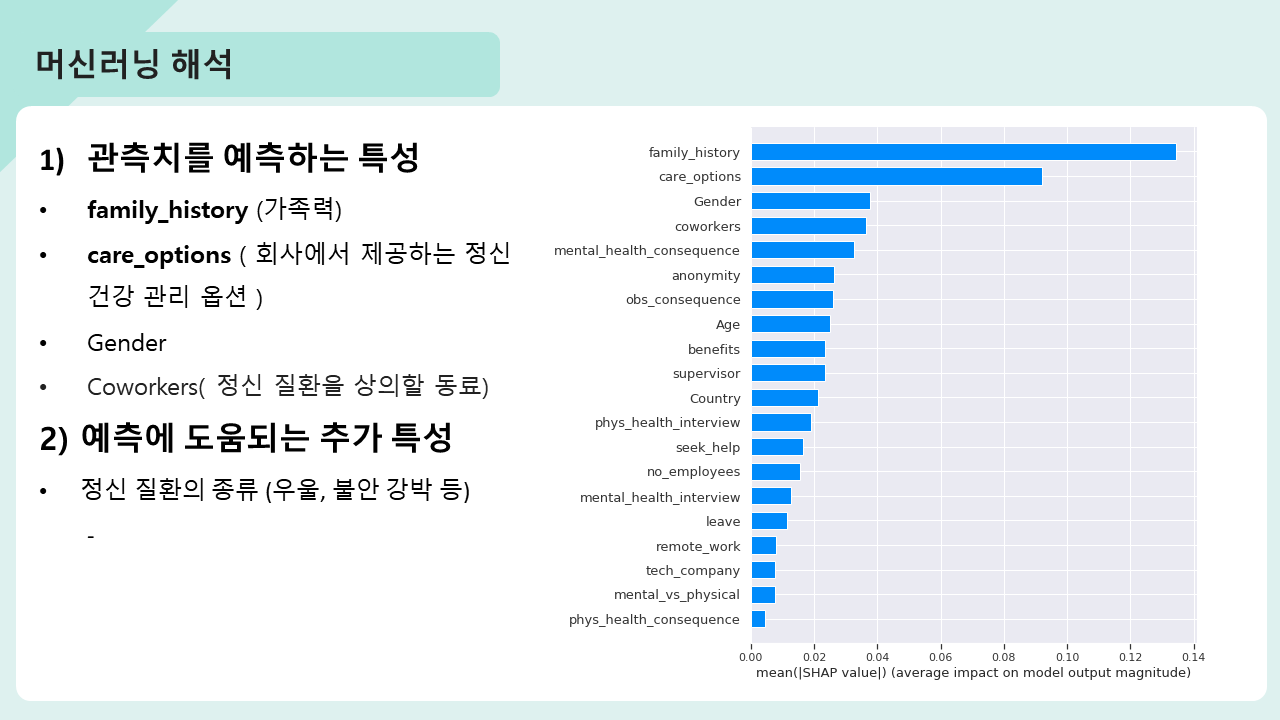 머신러닝 해석
1) 관측치를 예측하는 특성
• family_history (가족력)
• care_options ( 회사에서 제공하는 정신
건강 관리 옵션 )
• Gender
• Coworkers( 정신 질환을 상의할 동료)
2) 예측에 도움되는 추가 특성
• 정신 질환의 종류 (우울, 불안 강박 등)
-
family_history
care_options
Gender
coworkers
mental_health_consequence
anonymity
obs_consequence
Age
benefits
supervisor
Country
phys_health_interview
seek_help
no_employees
mental_health_interview
leave
remote_work
tech_company
mental_vs_physical
phys_health_consequence
0.00 0.02 0.04 0.06 0.08 0.10 0.12 0.14
mean(|SHAP value|) (average impact on model output magnitude)